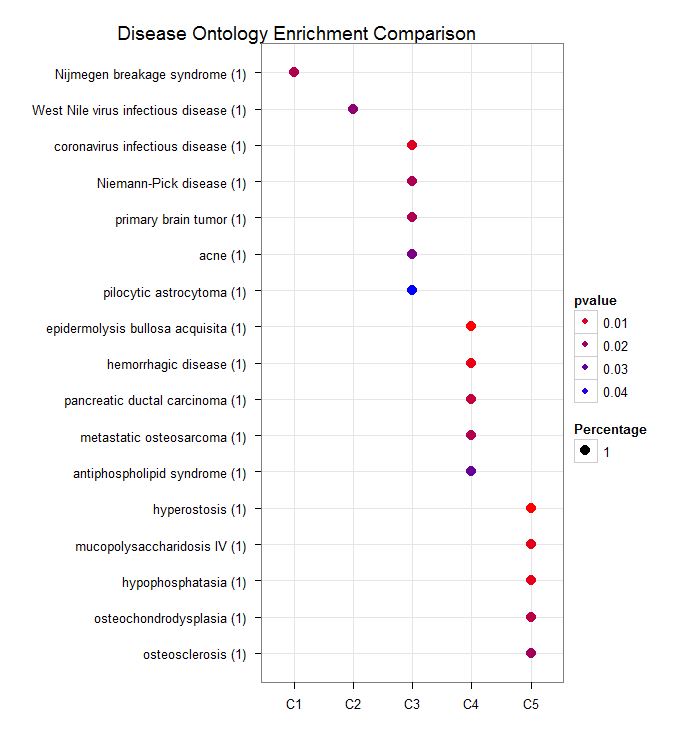 Disease Ontology Enrichment Comparison
Nijmegen breakage syndrome (1)
West Nile virus infectious disease (1)
coronavirus infectious disease (1)
Niemann-Pick disease (1)
primary brain tumor (1)
acne (1)
pilocytic astrocytoma (1)
epidermolysis bullosa acquisita (1)
hemorrhagic disease (1)
pancreatic ductal carcinoma (1)
metastatic osteosarcoma (1)
antiphospholipid syndrome (1)
hyperostosis (1)
mucopolysaccharidosis IV (1)
hypophosphatasia (1)
osteochondrodysplasia (1)
osteosclerosis (1)
C1 C2 C3 C4 C5
pvalue
0.01
0.02
0.03
0.04
Percentage
1